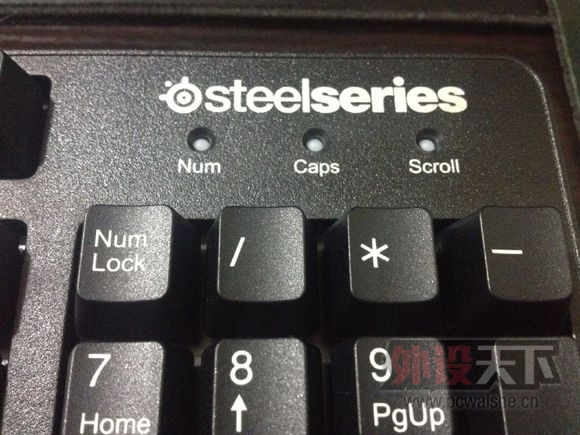 steelseries
Num Caps Scroll
Num Lock / * −
7 Home 8 ↑ 9 PgUp
外设天下
www.pcwaishe.cn